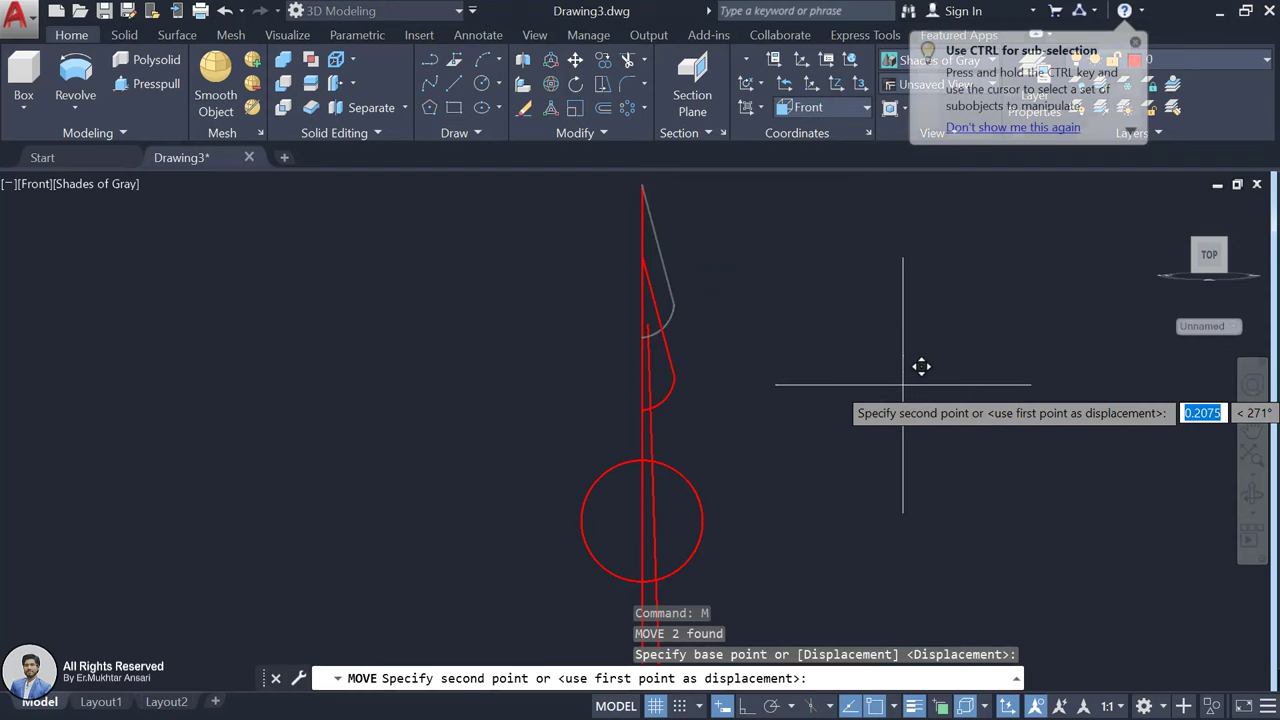 3D Modeling
Drawing3.dwg
Type a keyword or phrase
Sign In
Home
Solid
Surface
Mesh
Visualize
Parametric
Insert
Annotate
View
Manage
Output
Add-ins
Collaborate
Express Tools
Featured Apps
Box
Revolve
Polysolid
Presspull
Modeling
Smooth
Object
Mesh
Separate
Solid Editing
Draw
Modify
Section
Plane
Section
Front
Coordinates
Shades of Gray
Unsaved View
View
Layer
Properties
0
Layers
Use CTRL for sub-selection
Press and hold the CTRL key and
use the cursor to select a set of
subobjects to manipulate.
Don't show me this again
Start
Drawing3*
[−][Front][Shades of Gray]
TOP
Unnamed
Specify second point or <use first point as displacement>: 0.2075 < 271°
Command: M
MOVE 2 found
Specify base point or [Displacement] <Displacement>:
MOVE Specify second point or <use first point as displacement>:
All Rights Reserved
By Er.Mukhtar Ansari
Model
Layout1
Layout2
MODEL
1:1